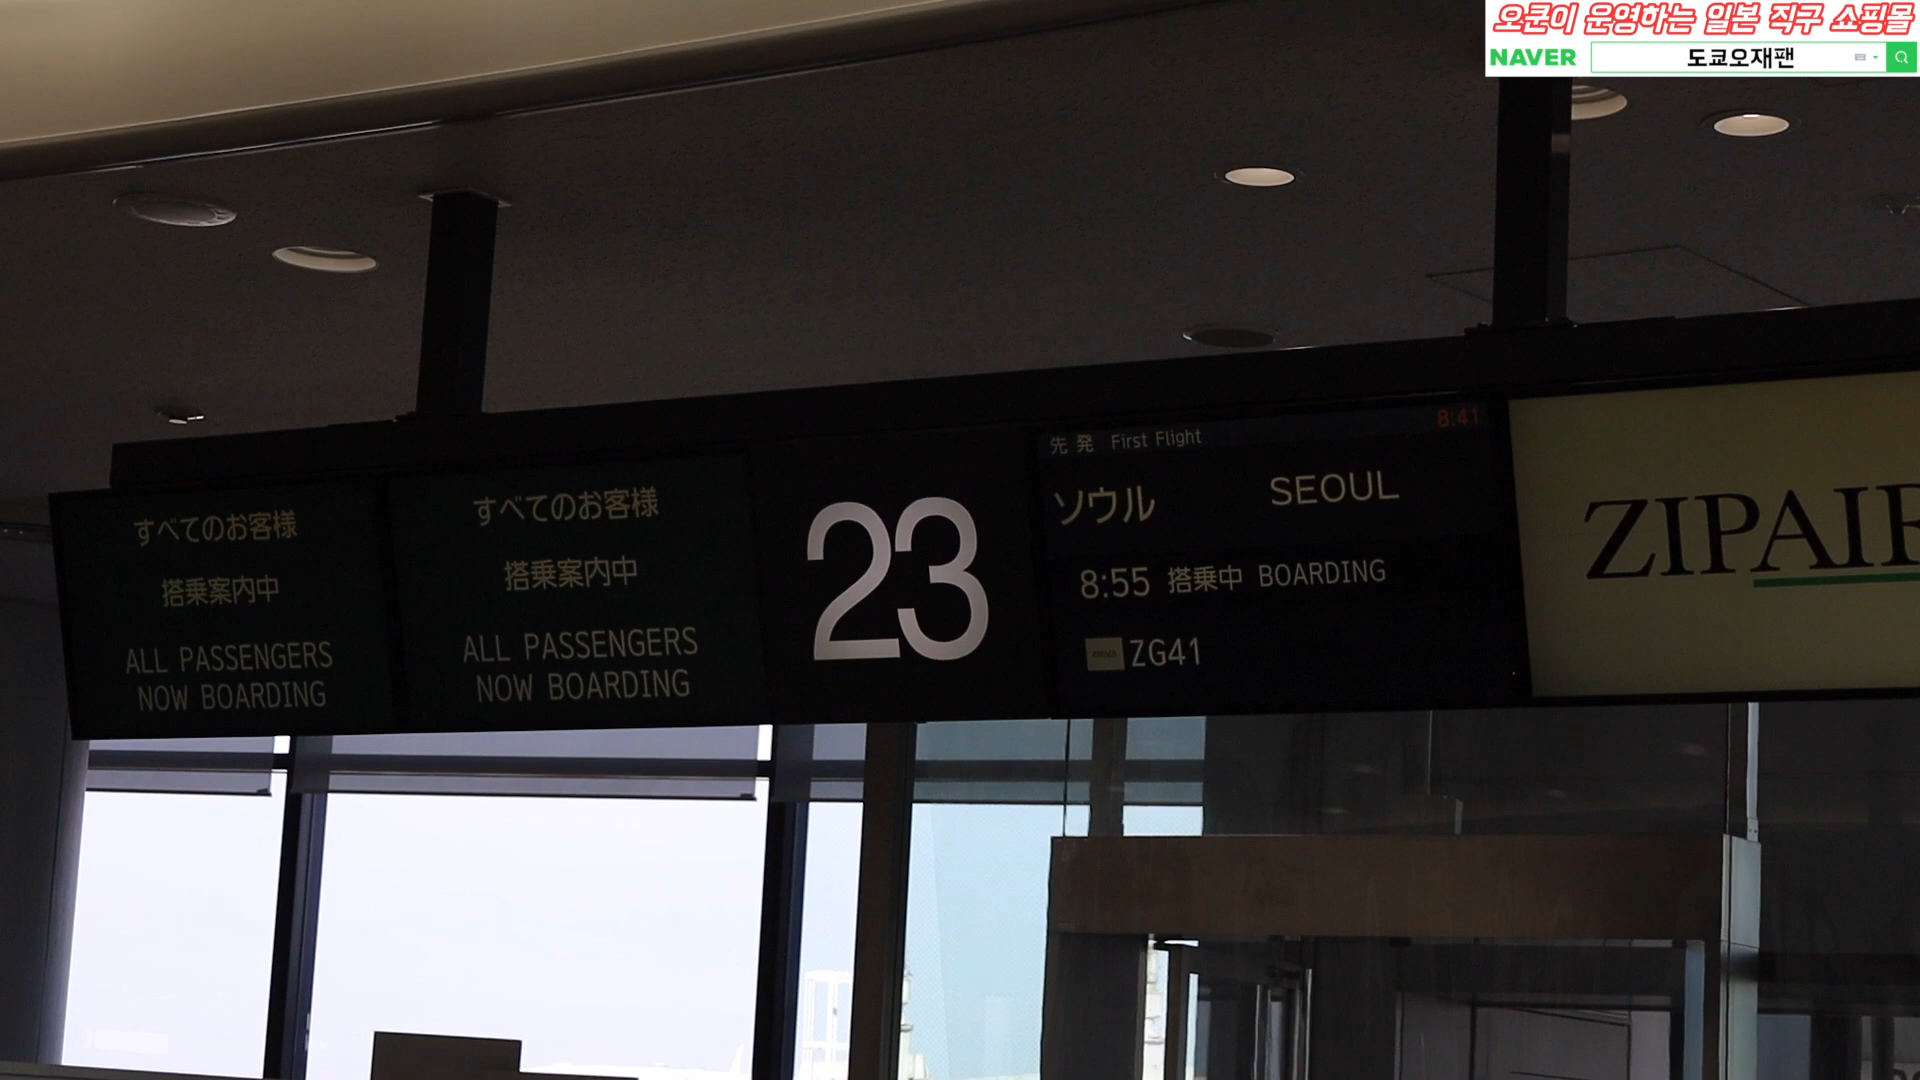 오쿤이 운영하는 일본 직구 쇼핑몰
NAVER 도쿄오재팬
すべてのお客様
搭乗案内中
ALL PASSENGERS
NOW BOARDING
すべてのお客様
搭乗案内中
ALL PASSENGERS
NOW BOARDING
23
先発 First Flight 8:41
ソウル SEOUL
8:55 搭乗中 BOARDING
ZG41
ZIPAIR